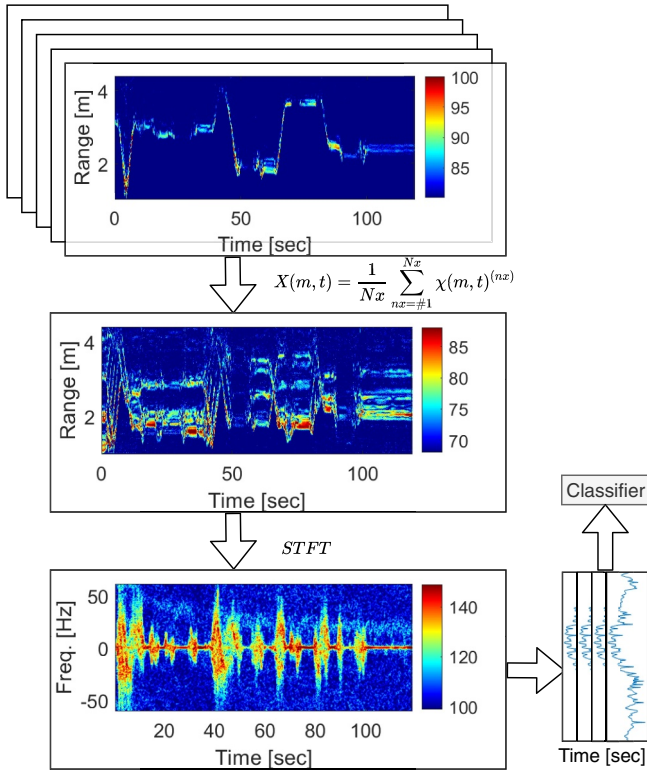 4
2
Range [m]
0
50
100
Time [sec]
100
95
90
85
X(m,t) = 1/Nx ∑_{nx=#1}^{Nx} χ(m,t)^{(nx)}
4
2
Range [m]
0
50
100
Time [sec]
85
80
75
70
STFT
50
0
-50
Freq. [Hz]
20
40
60
80
100
Time [sec]
140
120
100
Classifier
Time [sec]